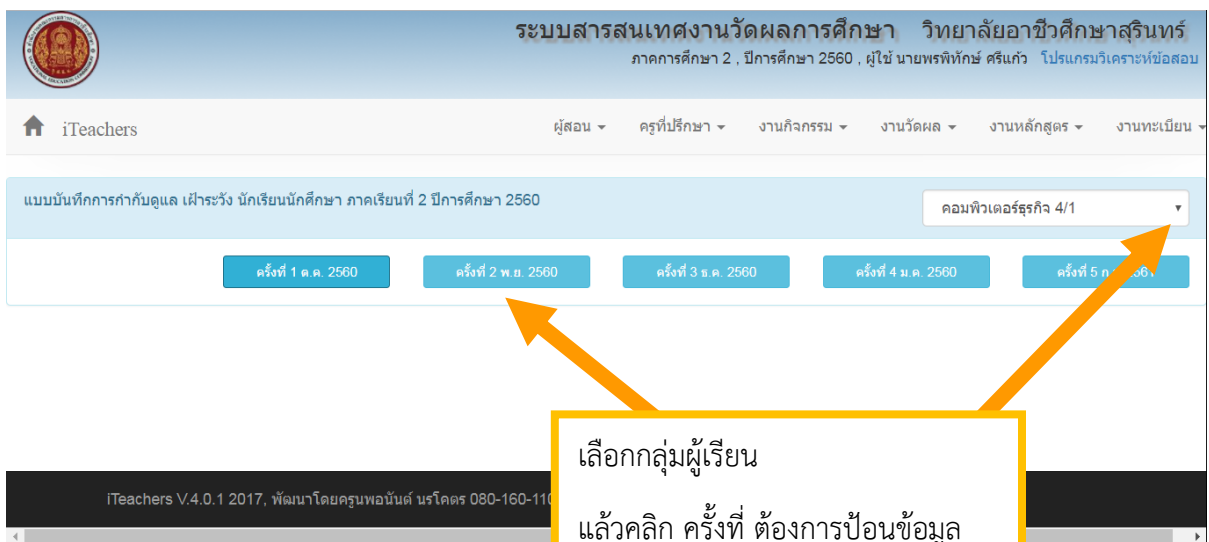 ระบบสารสนเทศงานวัดผลการศึกษา วิทยาลัยอาชีวศึกษาสุรินทร์
ภาคการศึกษา 2 , ปีการศึกษา 2560 , ผู้ใช้ นายพรพิทักษ์ ศรีแก้ว โปรแกรมวิเคราะห์ข้อสอบ
iTeachers ผู้สอน ครูที่ปรึกษา งานกิจกรรม งานวัดผล งานหลักสูตร งานทะเบียน
แบบบันทึกการกำกับดูแล เฝ้าระวัง นักเรียนนักศึกษา ภาคเรียนที่ 2 ปีการศึกษา 2560 คอมพิวเตอร์ธุรกิจ 4/1
ครั้งที่ 1 ต.ค. 2560 ครั้งที่ 2 พ.ย. 2560 ครั้งที่ 3 ธ.ค. 2560 ครั้งที่ 4 ม.ค. 2560 ครั้งที่ 5
เลือกกลุ่มผู้เรียน
iTeachers V.4.0.1 2017, พัฒนาโดยครูนพอนันต์ นรโคตร 080-160-110
แล้วคลิก ครั้งที่ ต้องการป้อนข้อมูล